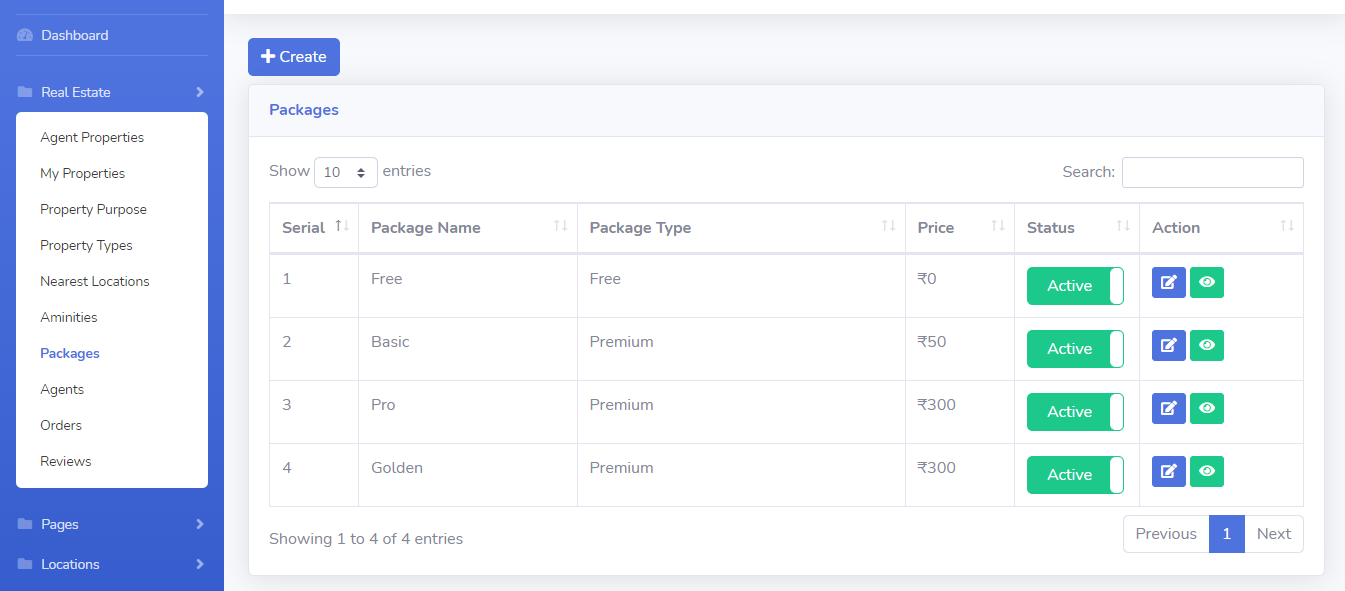 Dashboard
Real Estate
Agent Properties
My Properties
Property Purpose
Property Types
Nearest Locations
Aminities
Packages
Agents
Orders
Reviews
Pages
Locations
Create
Packages
Show 10 entries Search:
Serial Package Name Package Type Price Status Action
1 Free Free ₹0 Active
2 Basic Premium ₹50 Active
3 Pro Premium ₹300 Active
4 Golden Premium ₹300 Active
Showing 1 to 4 of 4 entries Previous 1 Next